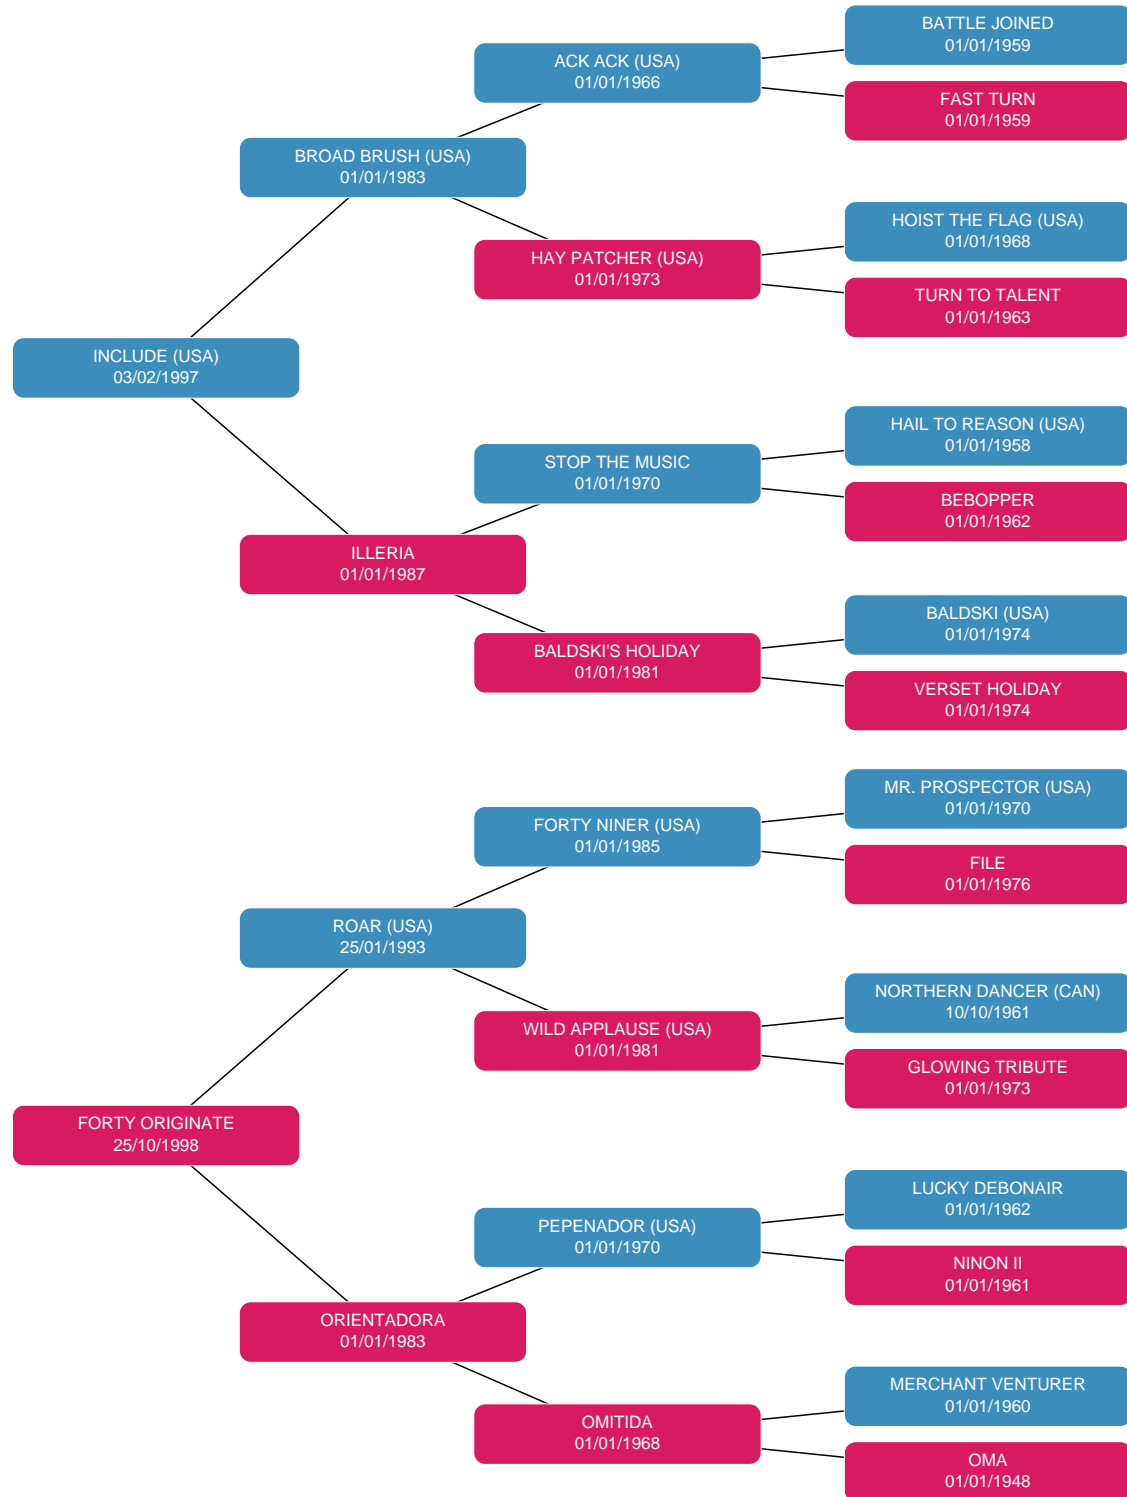 BATTLE JOINED
01/01/1959
ACK ACK (USA)
01/01/1966
FAST TURN
01/01/1959
BROAD BRUSH (USA)
01/01/1983
HOIST THE FLAG (USA)
01/01/1968
HAY PATCHER (USA)
01/01/1973
TURN TO TALENT
01/01/1963
INCLUDE (USA)
03/02/1997
HAIL TO REASON (USA)
01/01/1958
STOP THE MUSIC
01/01/1970
BEBOPPER
01/01/1962
ILLERIA
01/01/1987
BALDSKI (USA)
01/01/1974
BALDSKI'S HOLIDAY
01/01/1981
VERSET HOLIDAY
01/01/1974
MR. PROSPECTOR (USA)
01/01/1970
FORTY NINER (USA)
01/01/1985
FILE
01/01/1976
ROAR (USA)
25/01/1993
NORTHERN DANCER (CAN)
10/10/1961
WILD APPLAUSE (USA)
01/01/1981
GLOWING TRIBUTE
01/01/1973
FORTY ORIGINATE
25/10/1998
LUCKY DEBONAIR
01/01/1962
PEPENADOR (USA)
01/01/1970
NINON II
01/01/1961
ORIENTADORA
01/01/1983
MERCHANT VENTURER
01/01/1960
OMITIDA
01/01/1968
OMA
01/01/1948